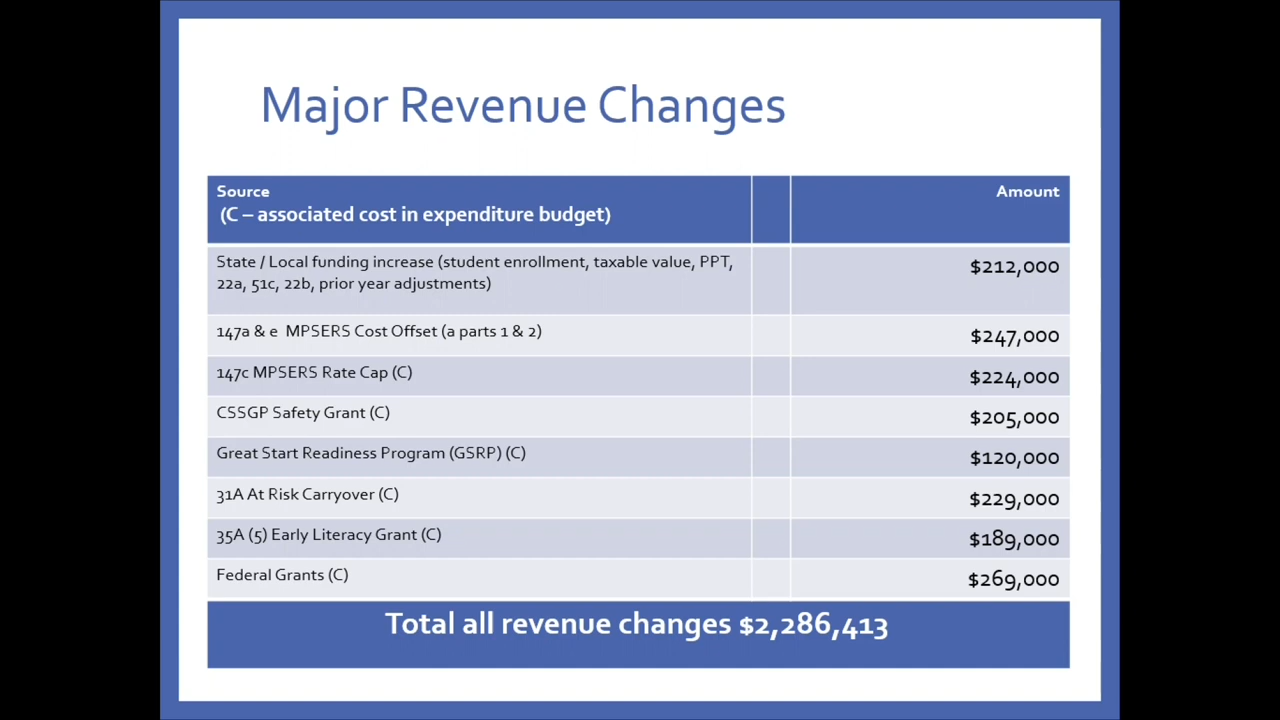 Major Revenue Changes
Source
Amount
(C – associated cost in expenditure budget)
State / Local funding increase (student enrollment, taxable value, PPT,
22a, 51c, 22b, prior year adjustments)
$212,000
147a & e  MPSERS Cost Offset (a parts 1 & 2)
$247,000
147c MPSERS Rate Cap (C)
$224,000
CSSGP Safety Grant (C)
$205,000
Great Start Readiness Program (GSRP) (C)
$120,000
31A At Risk Carryover (C)
$229,000
35A (5) Early Literacy Grant (C)
$189,000
Federal Grants (C)
$269,000
Total all revenue changes $2,286,413